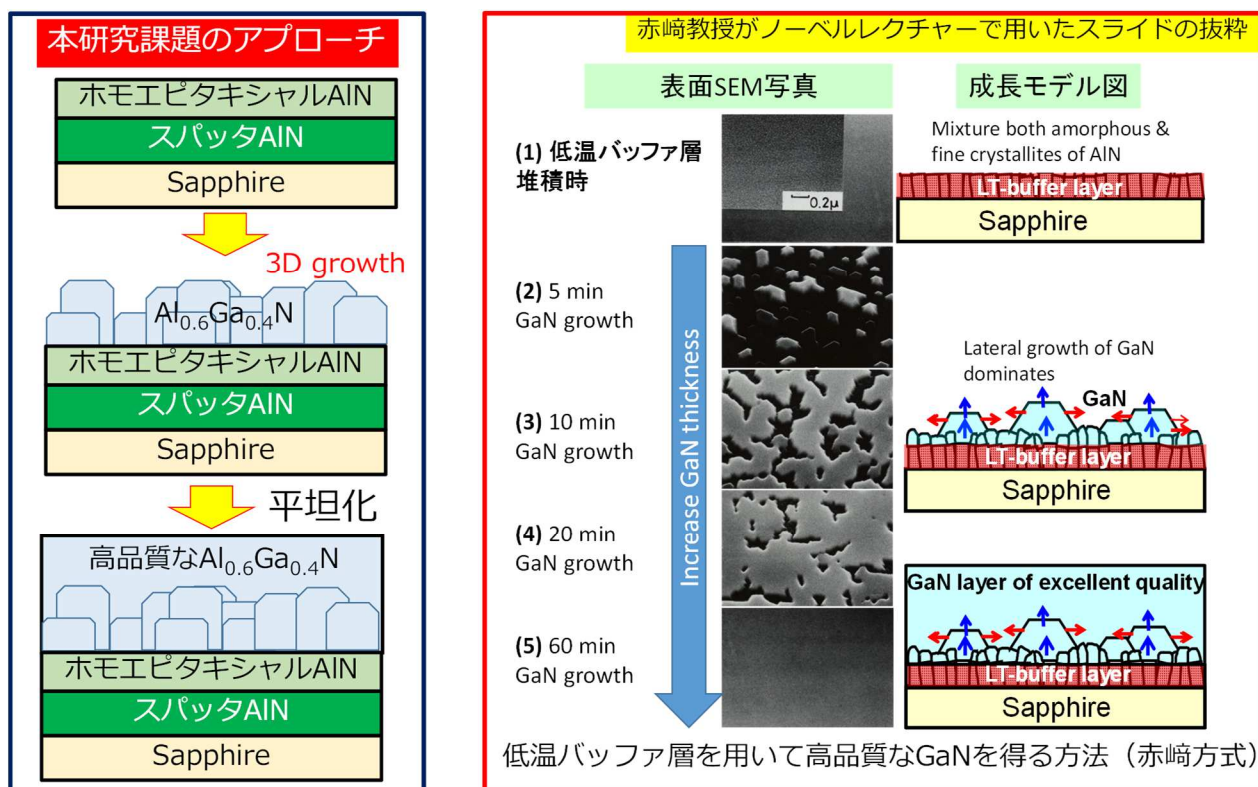 本研究課題のアプローチ
ホモエピタキシャルAlN
スパッタAlN
Sapphire
3D growth
Al0.6Ga0.4N
ホモエピタキシャルAlN
スパッタAlN
Sapphire
平坦化
高品質なAl0.6Ga0.4N
ホモエピタキシャルAlN
スパッタAlN
Sapphire
赤﨑教授がノーベルレクチャーで用いたスライドの抜粋
表面SEM写真
成長モデル図
(1) 低温バッファ層
堆積時
0.2μ
Mixture both amorphous &
fine crystallites of AlN
LT-buffer layer
Sapphire
Increase GaN thickness
(2) 5 min
GaN growth
(3) 10 min
GaN growth
Lateral growth of GaN
dominates
GaN
LT-buffer layer
Sapphire
(4) 20 min
GaN growth
(5) 60 min
GaN growth
GaN layer of excellent quality
LT-buffer layer
Sapphire
低温バッファ層を用いて高品質なGaNを得る方法（赤﨑方式）